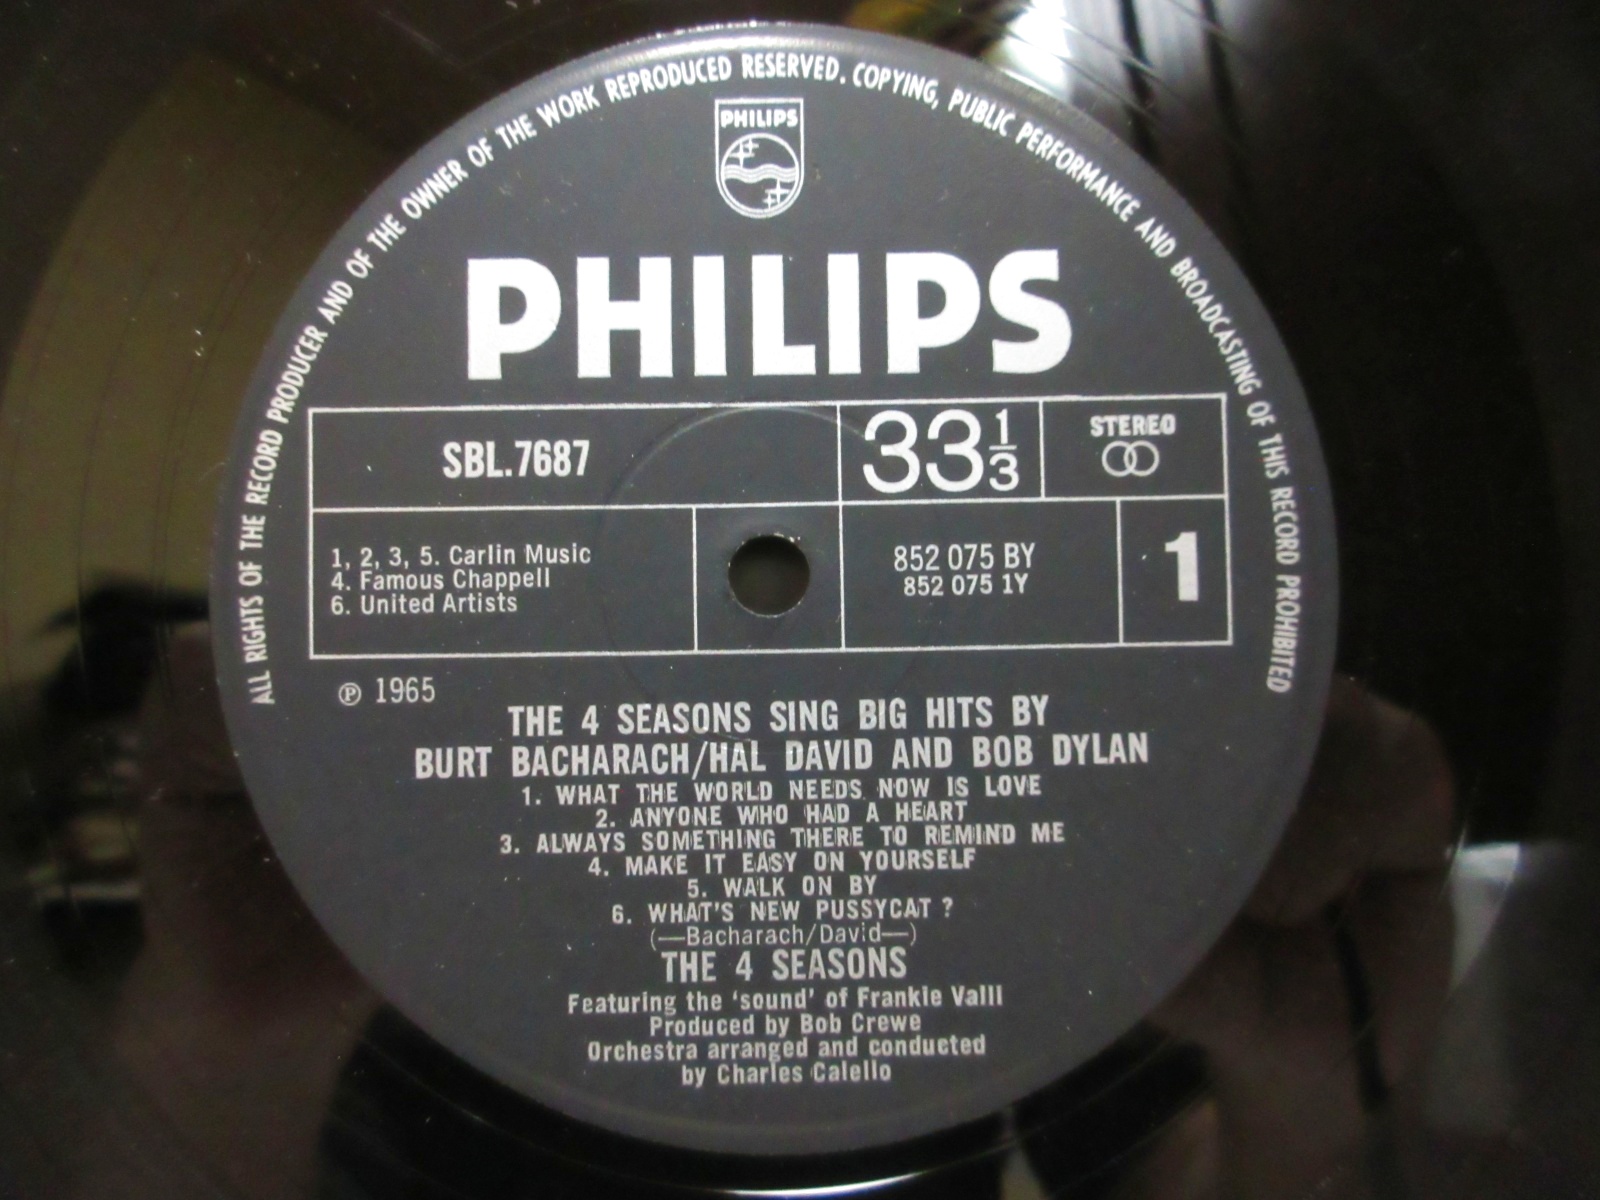 ALL RIGHTS OF THE RECORD PRODUCER AND OF THE OWNER OF THE WORK REPRODUCED RESERVED. COPYING, PUBLIC PERFORMANCE AND BROADCASTING OF THIS RECORD PROHIBITED
PHILIPS
PHILIPS
SBL.7687
33 1/3
STEREO
1, 2, 3, 5. Carlin Music
4. Famous Chappell
6. United Artists
852 075 BY
852 075 1Y
1
℗ 1965
THE 4 SEASONS SING BIG HITS BY
BURT BACHARACH/HAL DAVID AND BOB DYLAN
1. WHAT THE WORLD NEEDS NOW IS LOVE
2. ANYONE WHO HAD A HEART
3. ALWAYS SOMETHING THERE TO REMIND ME
4. MAKE IT EASY ON YOURSELF
5. WALK ON BY
6. WHAT'S NEW PUSSYCAT ?
(—Bacharach/David—)
THE 4 SEASONS
Featuring the 'sound' of Frankie Valli
Produced by Bob Crewe
Orchestra arranged and conducted
by Charles Calello